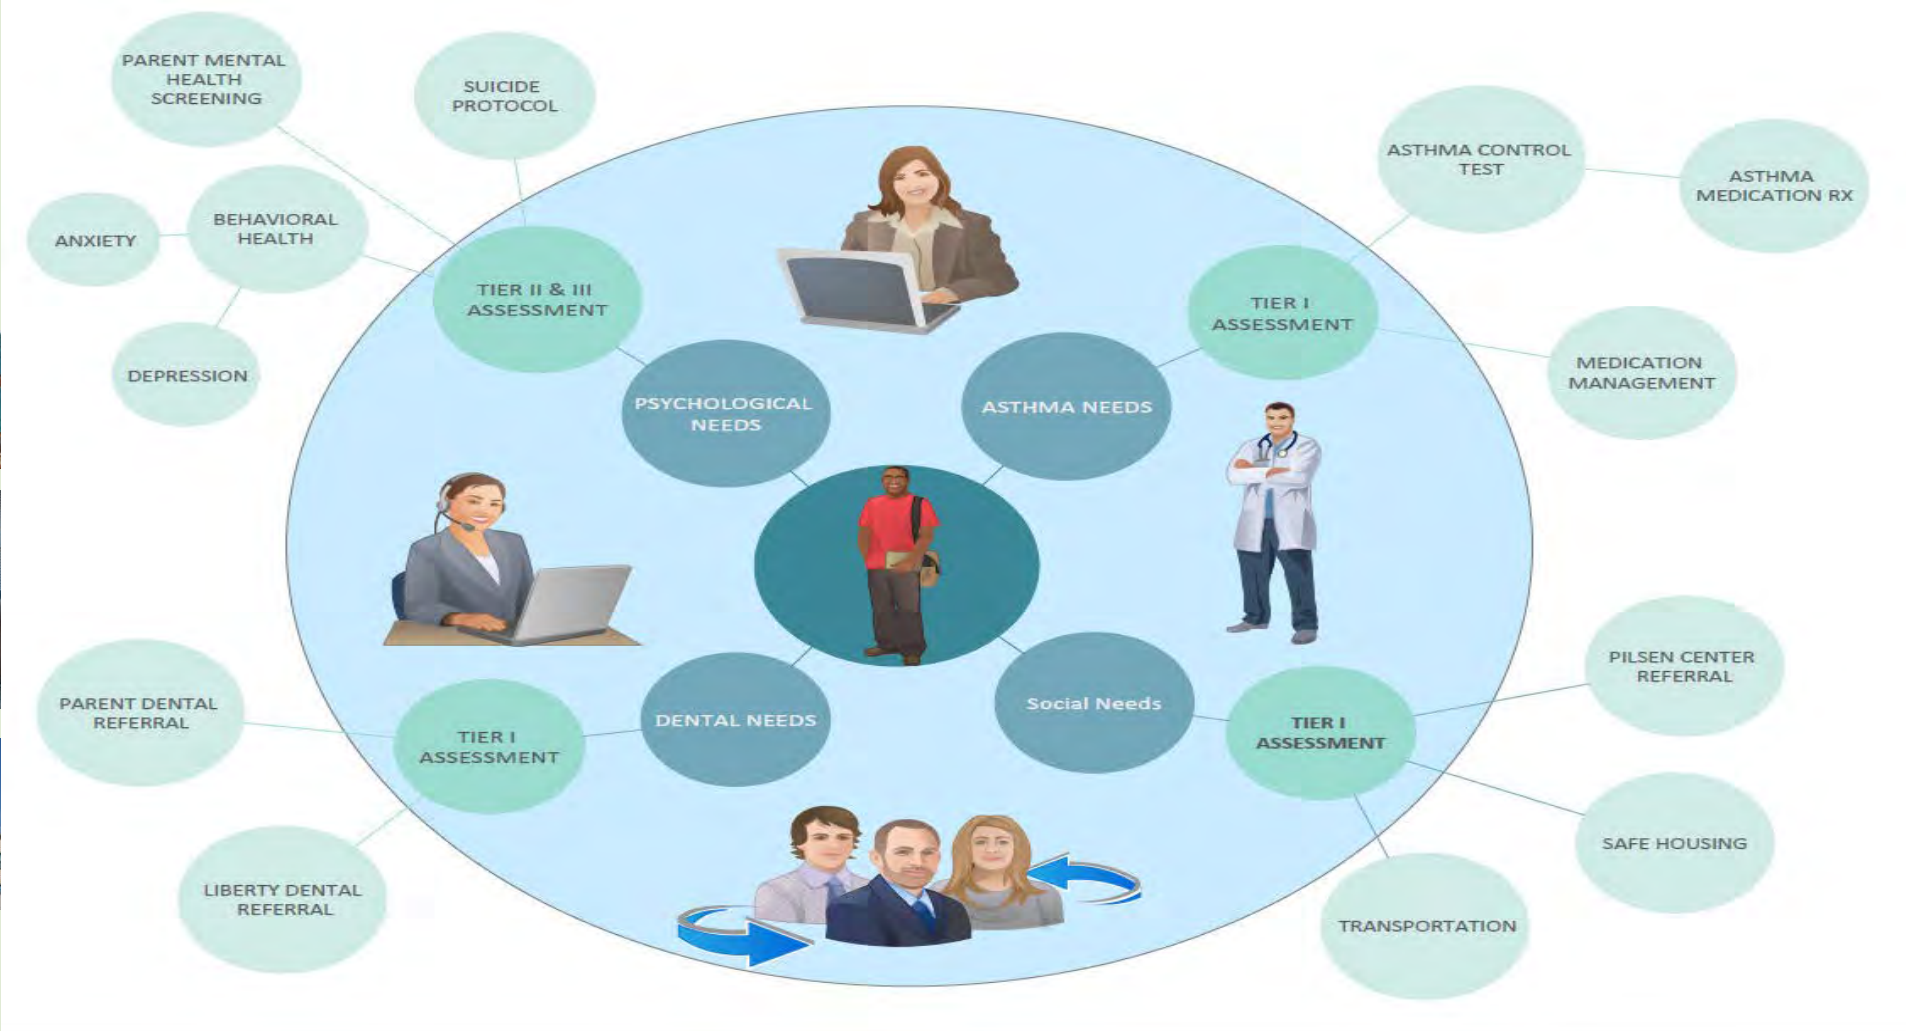 PARENT MENTAL
HEALTH
SCREENING
SUICIDE
PROTOCOL
ANXIETY
BEHAVIORAL
HEALTH
DEPRESSION
TIER II & III
ASSESSMENT
PSYCHOLOGICAL
NEEDS
ASTHMA NEEDS
TIER I
ASSESSMENT
ASTHMA CONTROL
TEST
ASTHMA
MEDICATION RX
MEDICATION
MANAGEMENT
PARENT DENTAL
REFERRAL
TIER I
ASSESSMENT
DENTAL NEEDS
LIBERTY DENTAL
REFERRAL
Social Needs
TIER I
ASSESSMENT
PILSEN CENTER
REFERRAL
SAFE HOUSING
TRANSPORTATION